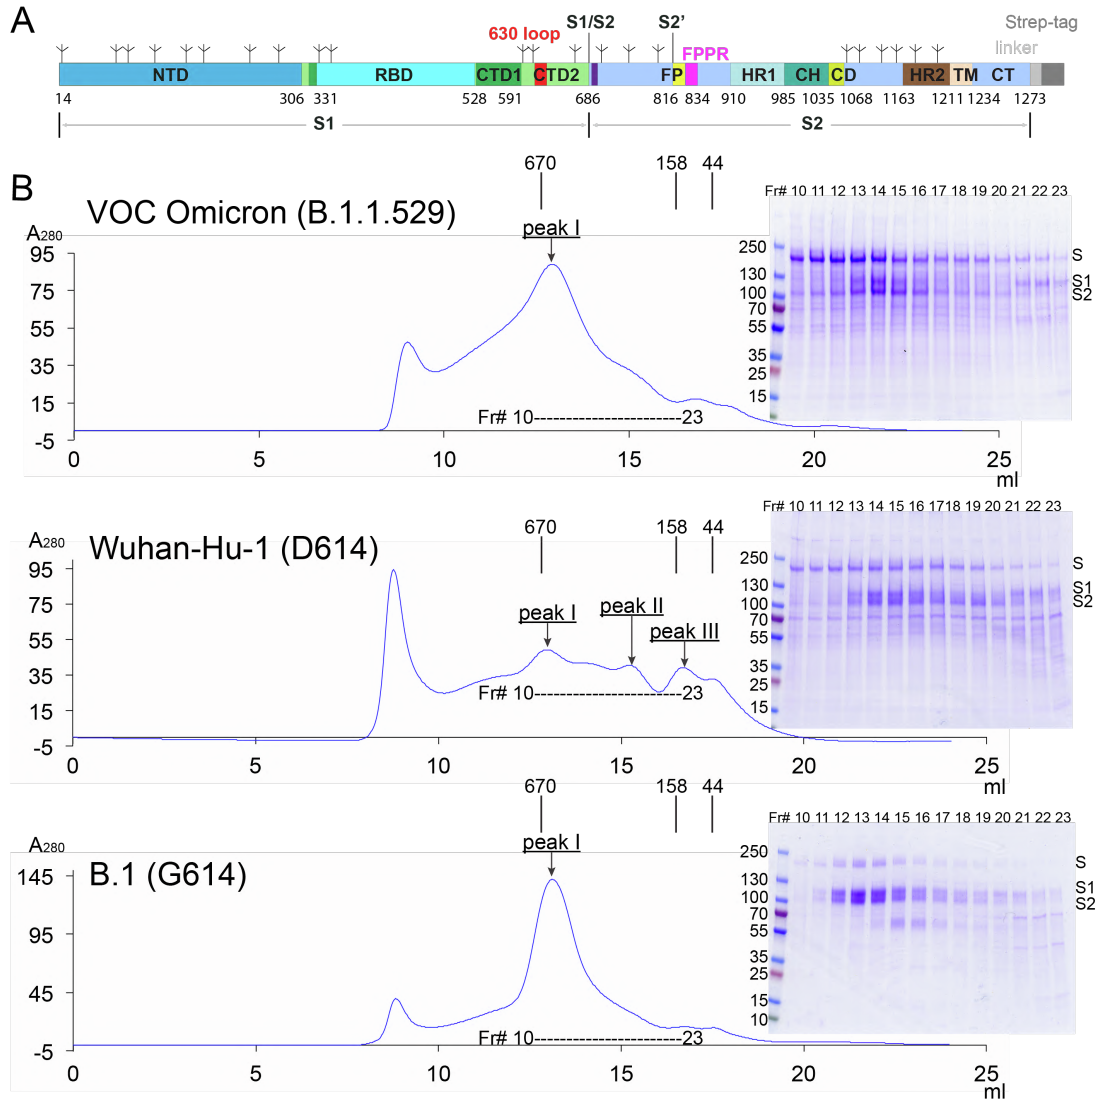 A
S1/S2
S2’
Strep-tag
630 loop
FPPR
linker
NTD
RBD
CTD1
CTD2
FP
HR1
CH
CD
HR2
TM
CT
14
306
331
528
591
686
816
834
910
985
1035
1068
1163
1211
1234
1273
S1
S2
B
670
158
44
VOC Omicron (B.1.1.529)
A280
peak I
95
75
55
35
15
-5
Fr# 10
23
0
5
10
15
20
25
ml
Fr# 10 11 12 13 14 15 16 17 18 19 20 21 22 23
250
130
100
70
55
35
25
15
S
S1
S2
670
158
44
Wuhan-Hu-1 (D614)
A280
peak I
peak II
peak III
95
75
55
35
15
-5
Fr# 10
23
0
5
10
15
20
25
ml
Fr# 10 11 12 13 14 15 16 17 18 19 20 21 22 23
250
130
100
70
55
35
25
15
S
S1
S2
670
158
44
B.1 (G614)
A280
peak I
145
95
45
-5
Fr# 10
23
0
5
10
15
20
25
ml
Fr# 10 11 12 13 14 15 16 17 18 19 20 21 22 23
250
130
100
70
55
35
25
15
10
S
S1
S2